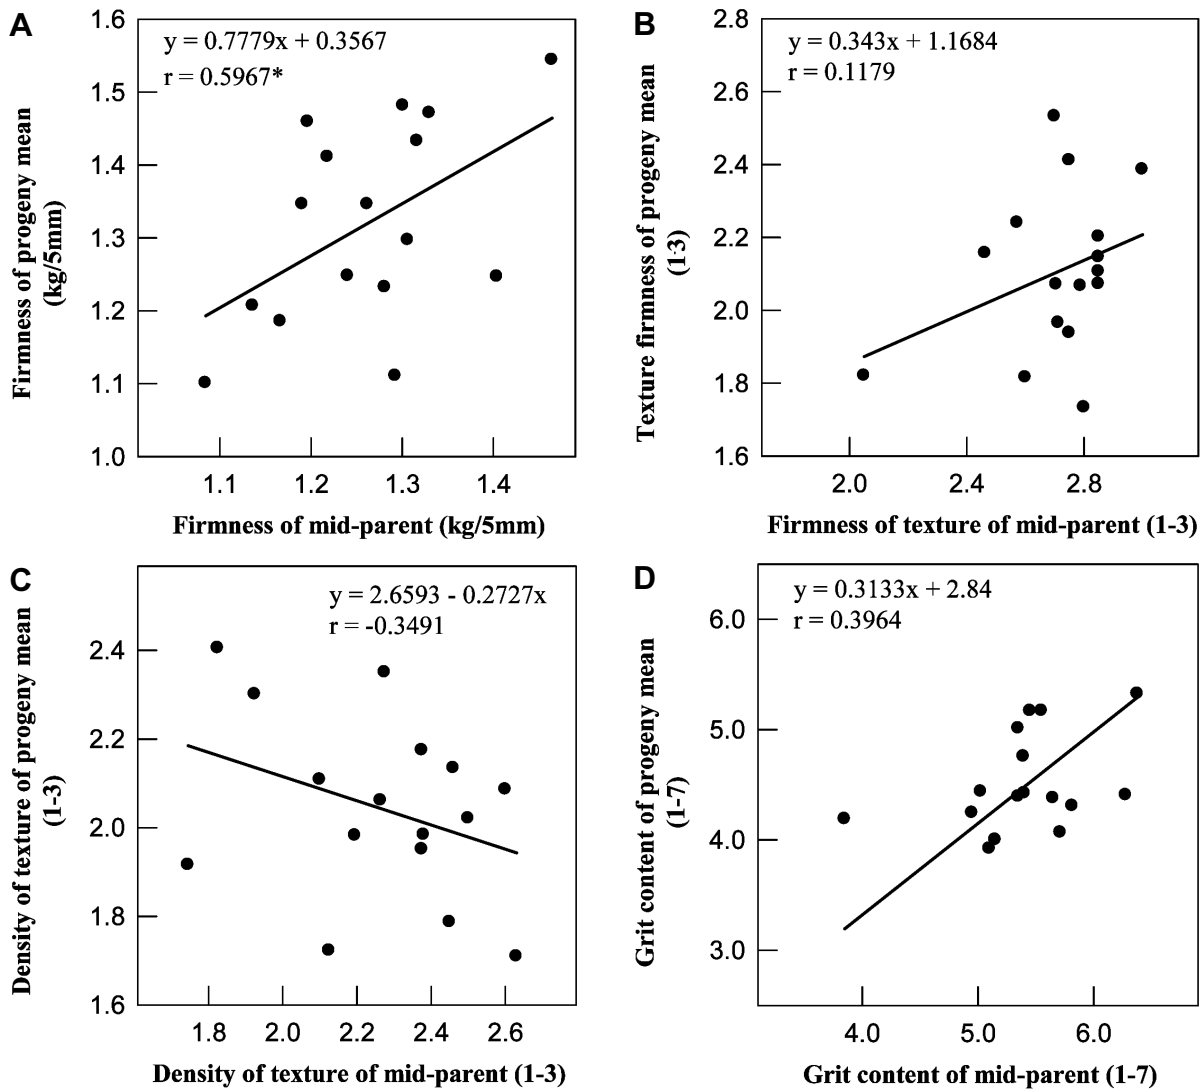 A
y = 0.7779x + 0.3567
r = 0.5967*
1.6
1.5
1.4
1.3
1.2
1.1
1.0
1.1 1.2 1.3 1.4
Firmness of progeny mean
(kg/5mm)
Firmness of mid-parent (kg/5mm)
B
y = 0.343x + 1.1684
r = 0.1179
2.8
2.6
2.4
2.2
2.0
1.8
1.6
2.0 2.4 2.8
Texture firmness of progeny mean
(1-3)
Firmness of texture of mid-parent (1-3)
C
y = 2.6593 - 0.2727x
r = -0.3491
2.4
2.2
2.0
1.8
1.6
1.8 2.0 2.2 2.4 2.6
Density of texture of progeny mean
(1-3)
Density of texture of mid-parent (1-3)
D
y = 0.3133x + 2.84
r = 0.3964
6.0
5.0
4.0
3.0
4.0 5.0 6.0
Grit content of progeny mean
(1-7)
Grit content of mid-parent (1-7)